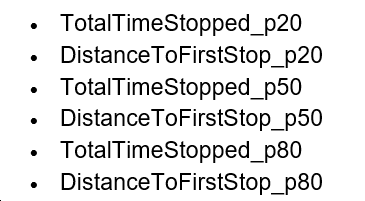 • TotalTimeStopped_p20
• DistanceToFirstStop_p20
• TotalTimeStopped_p50
• DistanceToFirstStop_p50
• TotalTimeStopped_p80
• DistanceToFirstStop_p80